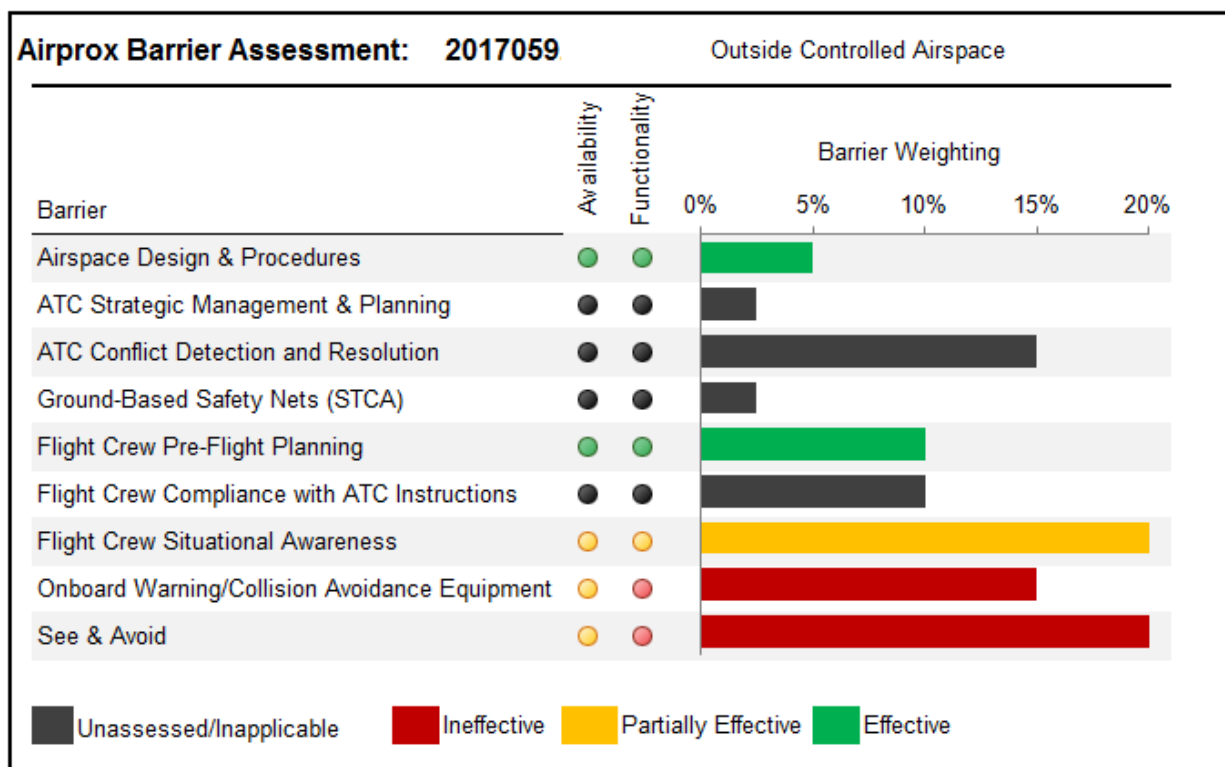 Airprox Barrier Assessment: 2017059 Outside Controlled Airspace
Availability
Functionality
Barrier Weighting
Barrier 0% 5% 10% 15% 20%
Airspace Design & Procedures
ATC Strategic Management & Planning
ATC Conflict Detection and Resolution
Ground-Based Safety Nets (STCA)
Flight Crew Pre-Flight Planning
Flight Crew Compliance with ATC Instructions
Flight Crew Situational Awareness
Onboard Warning/Collision Avoidance Equipment
See & Avoid
Unassessed/Inapplicable Ineffective Partially Effective Effective